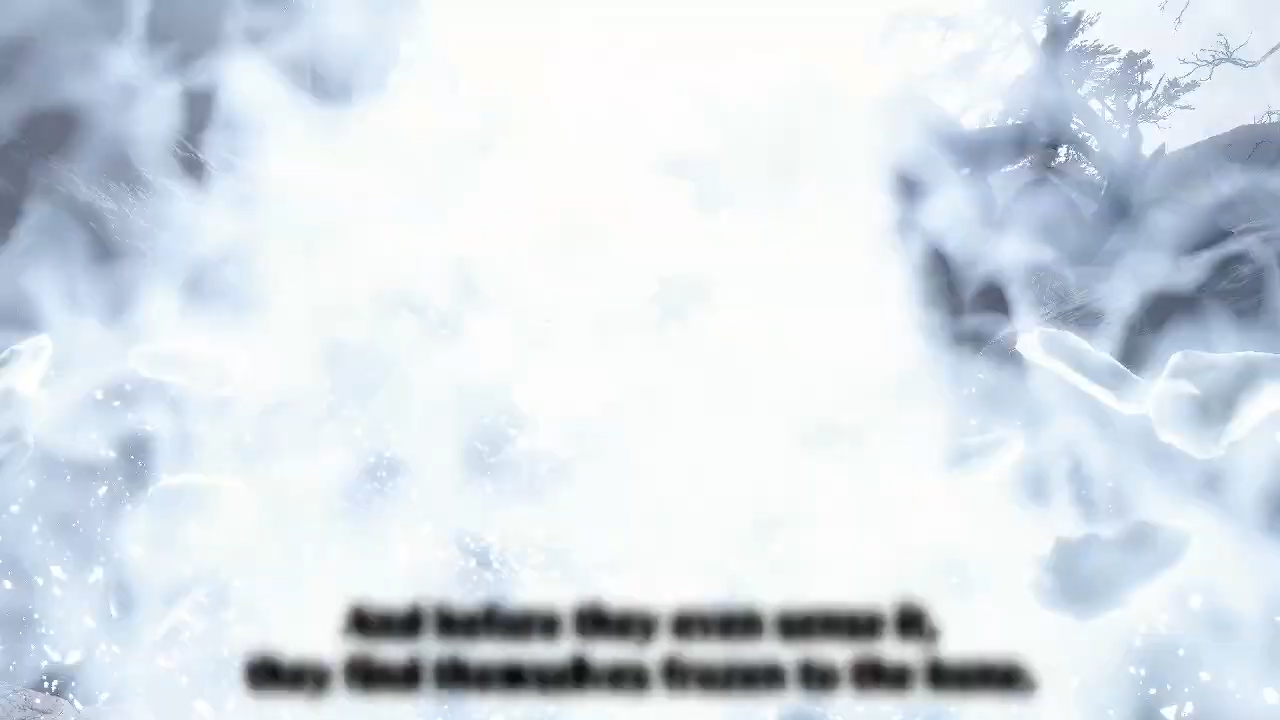 And before they even sense it,
they find themselves frozen to the bone.